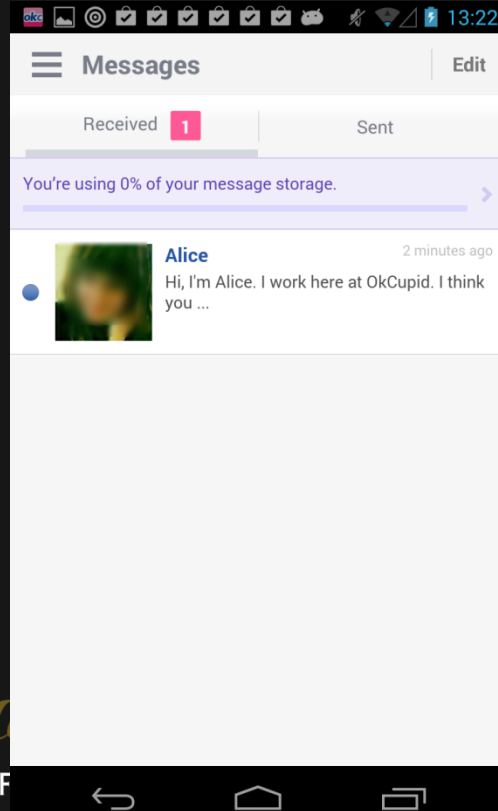 okc 13:22
Messages Edit
Received 1 Sent
You're using 0% of your message storage.
Alice 2 minutes ago
Hi, I'm Alice. I work here at OkCupid. I think
you ...
F